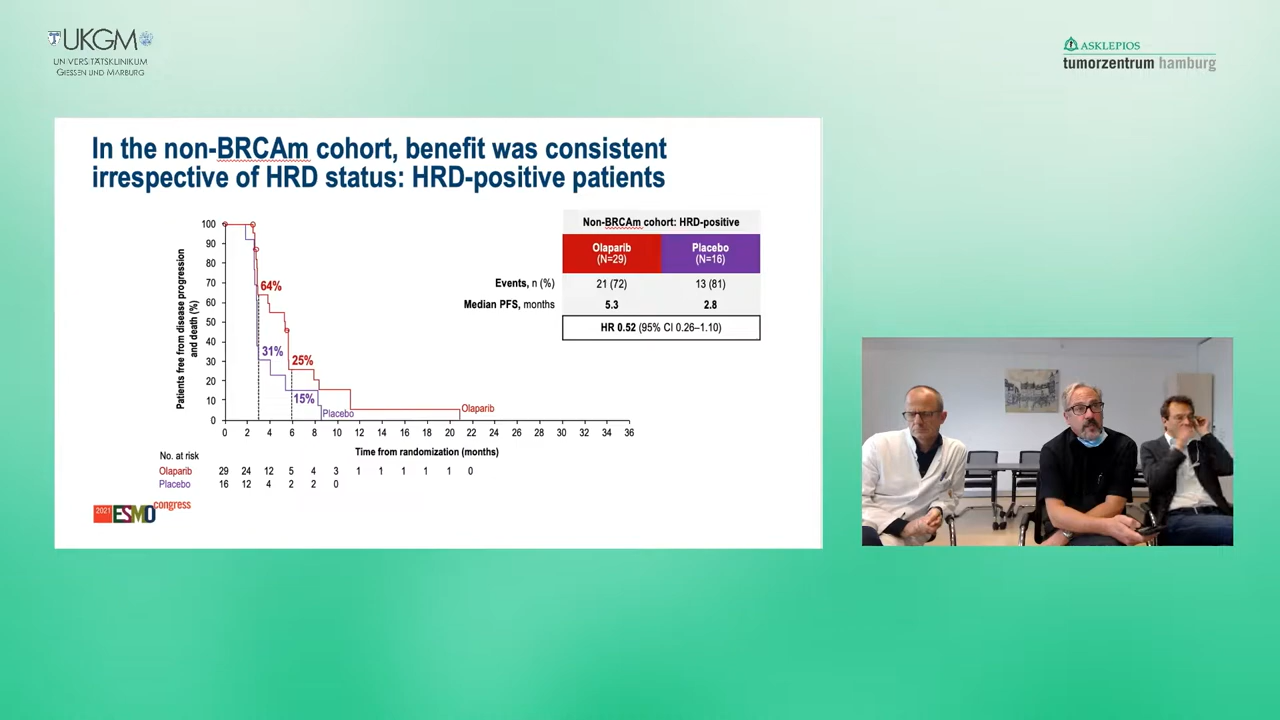 UKGM
UNIVERSITÄTSKLINIKUM
GIESSEN UND MARBURG
ASKLEPIOS
tumorzentrum hamburg
In the non-BRCAm cohort, benefit was consistent
irrespective of HRD status: HRD-positive patients
Patients free from disease progression
and death (%)
100
90
80
70
60
50
40
30
20
10
0
64%
31%
25%
15%
Placebo
Olaparib
0 2 4 6 8 10 12 14 16 18 20 22 24 26 28 30 32 34 36
Time from randomization (months)
Non-BRCAm cohort: HRD-positive
Olaparib Placebo
(N=29) (N=16)
Events, n (%) 21 (72) 13 (81)
Median PFS, months 5.3 2.8
HR 0.52 (95% CI 0.26–1.10)
No. at risk
Olaparib 29 24 12 5 4 3 1 1 1 1 1 0
Placebo 16 12 4 2 2 0
2021 ESMO congress